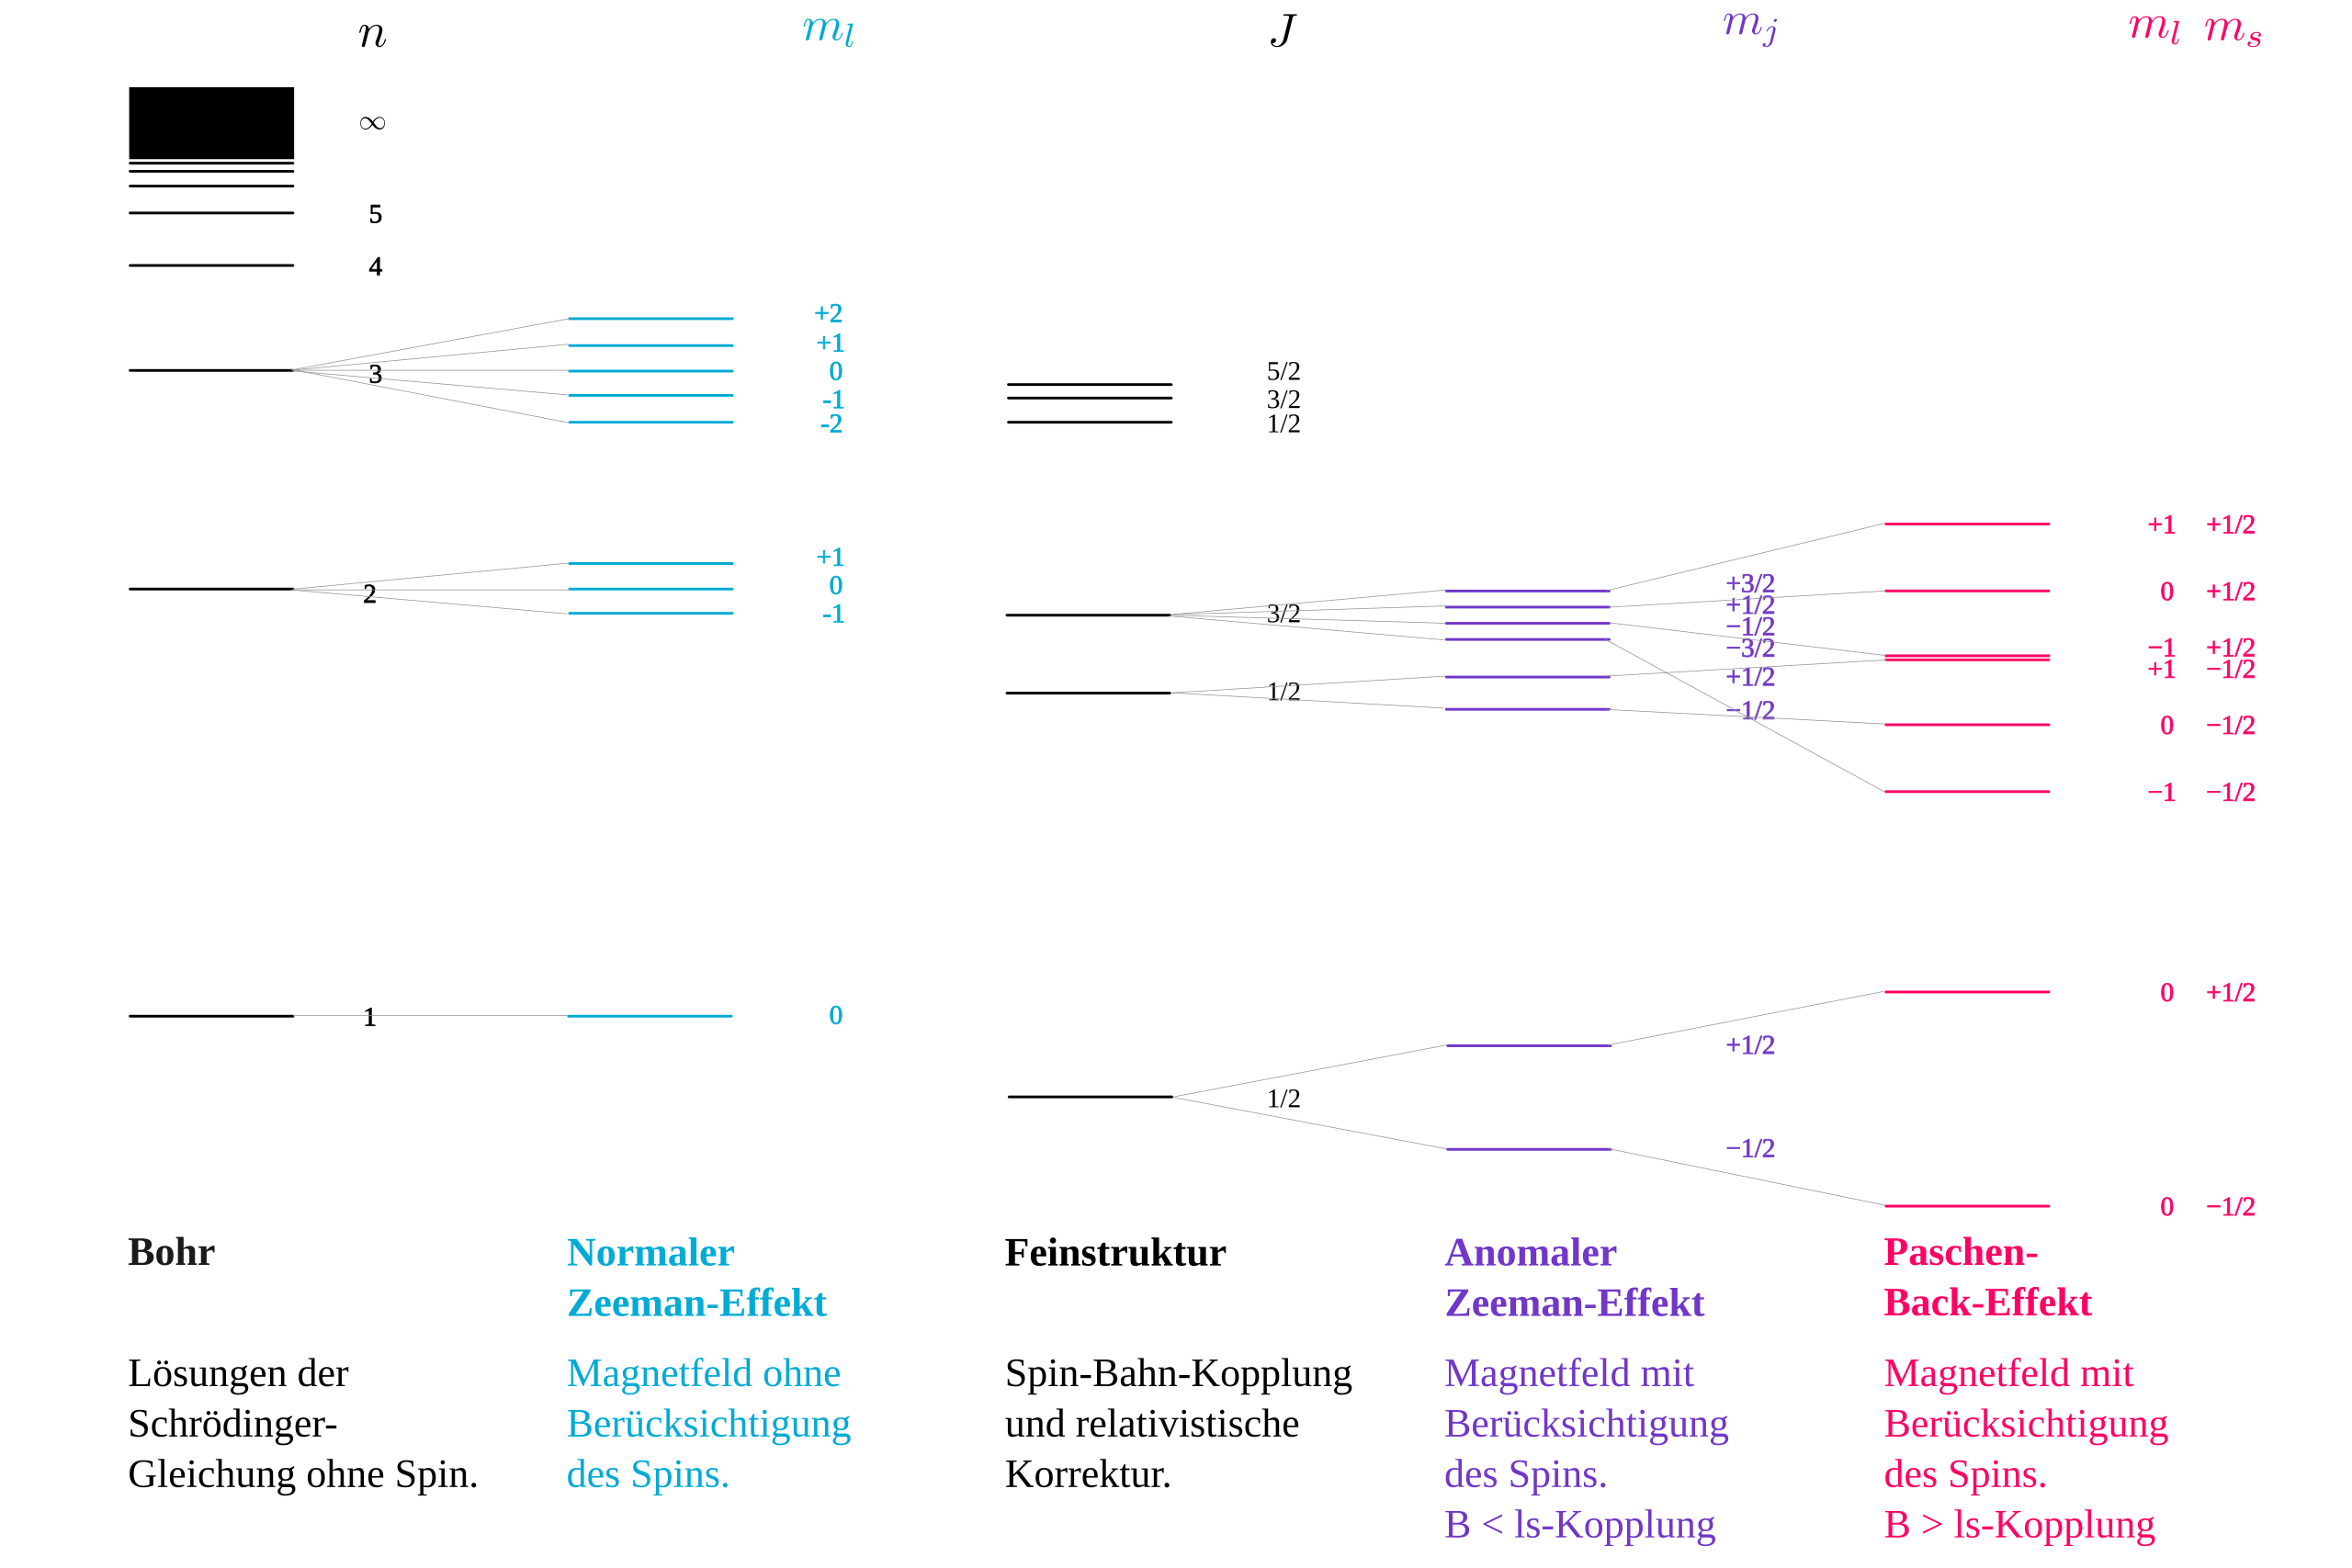 n
m_l
J
m_j
m_l m_s
∞
5
4
3
2
1
+2
+1
0
-1
-2
+1
0
-1
0
5/2
3/2
1/2
3/2
1/2
1/2
+3/2
+1/2
−1/2
−3/2
+1/2
−1/2
+1/2
−1/2
+1 +1/2
0 +1/2
−1 +1/2
+1 −1/2
0 −1/2
−1 −1/2
0 +1/2
0 −1/2
Bohr
Lösungen der
Schrödinger-
Gleichung ohne Spin.
Normaler
Zeeman-Effekt
Magnetfeld ohne
Berücksichtigung
des Spins.
Feinstruktur
Spin-Bahn-Kopplung
und relativistische
Korrektur.
Anomaler
Zeeman-Effekt
Magnetfeld mit
Berücksichtigung
des Spins.
B < ls-Kopplung
Paschen-
Back-Effekt
Magnetfeld mit
Berücksichtigung
des Spins.
B > ls-Kopplung